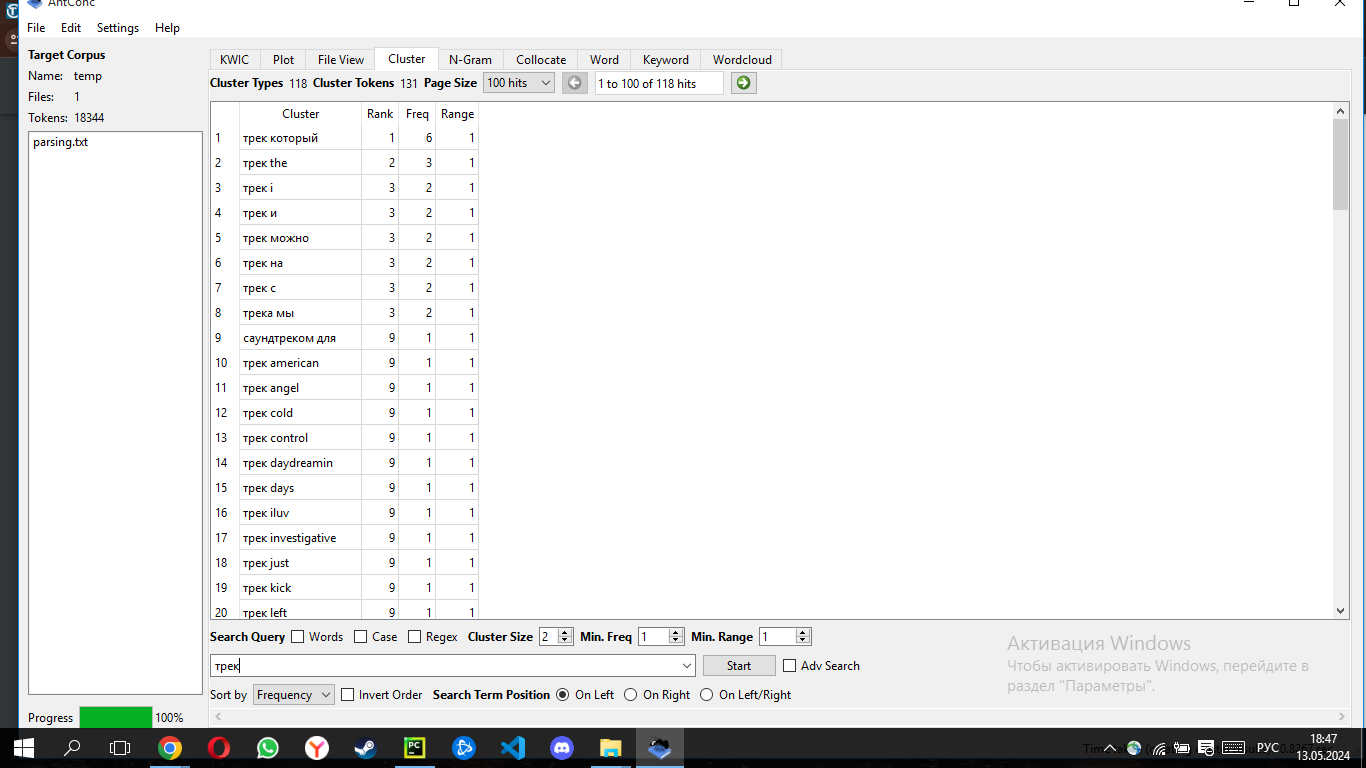 AntConc
File Edit Settings Help
Target Corpus
Name: temp
Files: 1
Tokens: 18344
parsing.txt
Progress 100%
KWIC Plot File View Cluster N-Gram Collocate Word Keyword Wordcloud
Cluster Types 118 Cluster Tokens 131 Page Size 100 hits 1 to 100 of 118 hits
Cluster Rank Freq Range
1 трек который 1 6 1
2 трек the 2 3 1
3 трек i 3 2 1
4 трек и 3 2 1
5 трек можно 3 2 1
6 трек на 3 2 1
7 трек с 3 2 1
8 трека мы 3 2 1
9 саундтреком для 9 1 1
10 трек american 9 1 1
11 трек angel 9 1 1
12 трек cold 9 1 1
13 трек control 9 1 1
14 трек daydreamin 9 1 1
15 трек days 9 1 1
16 трек iluv 9 1 1
17 трек investigative 9 1 1
18 трек just 9 1 1
19 трек kick 9 1 1
20 трек left 9 1 1
Search Query Words Case Regex Cluster Size 2 Min. Freq 1 Min. Range 1
трек Start Adv Search
Sort by Frequency Invert Order Search Term Position On Left On Right On Left/Right
Активация Windows
Чтобы активировать Windows, перейдите в
раздел "Параметры".
РУС
18:47
13.05.2024